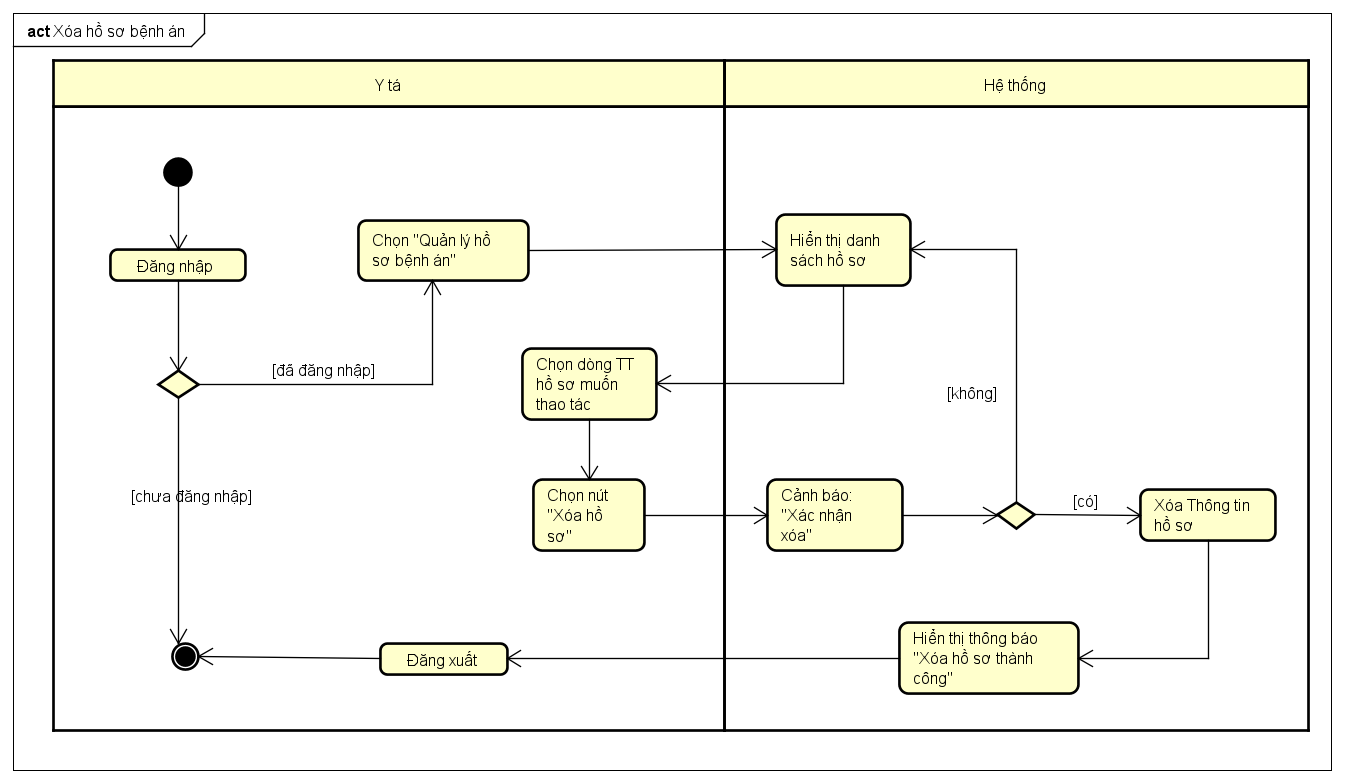 act Xóa hồ sơ bệnh án
Y tá
Hệ thống
Đăng nhập
Chọn "Quản lý hồ
sơ bệnh án"
Hiển thị danh
sách hồ sơ
[đã đăng nhập]
Chọn dòng TT
hồ sơ muốn
thao tác
[không]
[chưa đăng nhập]
Chọn nút
"Xóa hồ
sơ"
Cảnh báo:
"Xác nhận
xóa"
[có]
Xóa Thông tin
hồ sơ
Hiển thị thông báo
"Xóa hồ sơ thành
công"
Đăng xuất